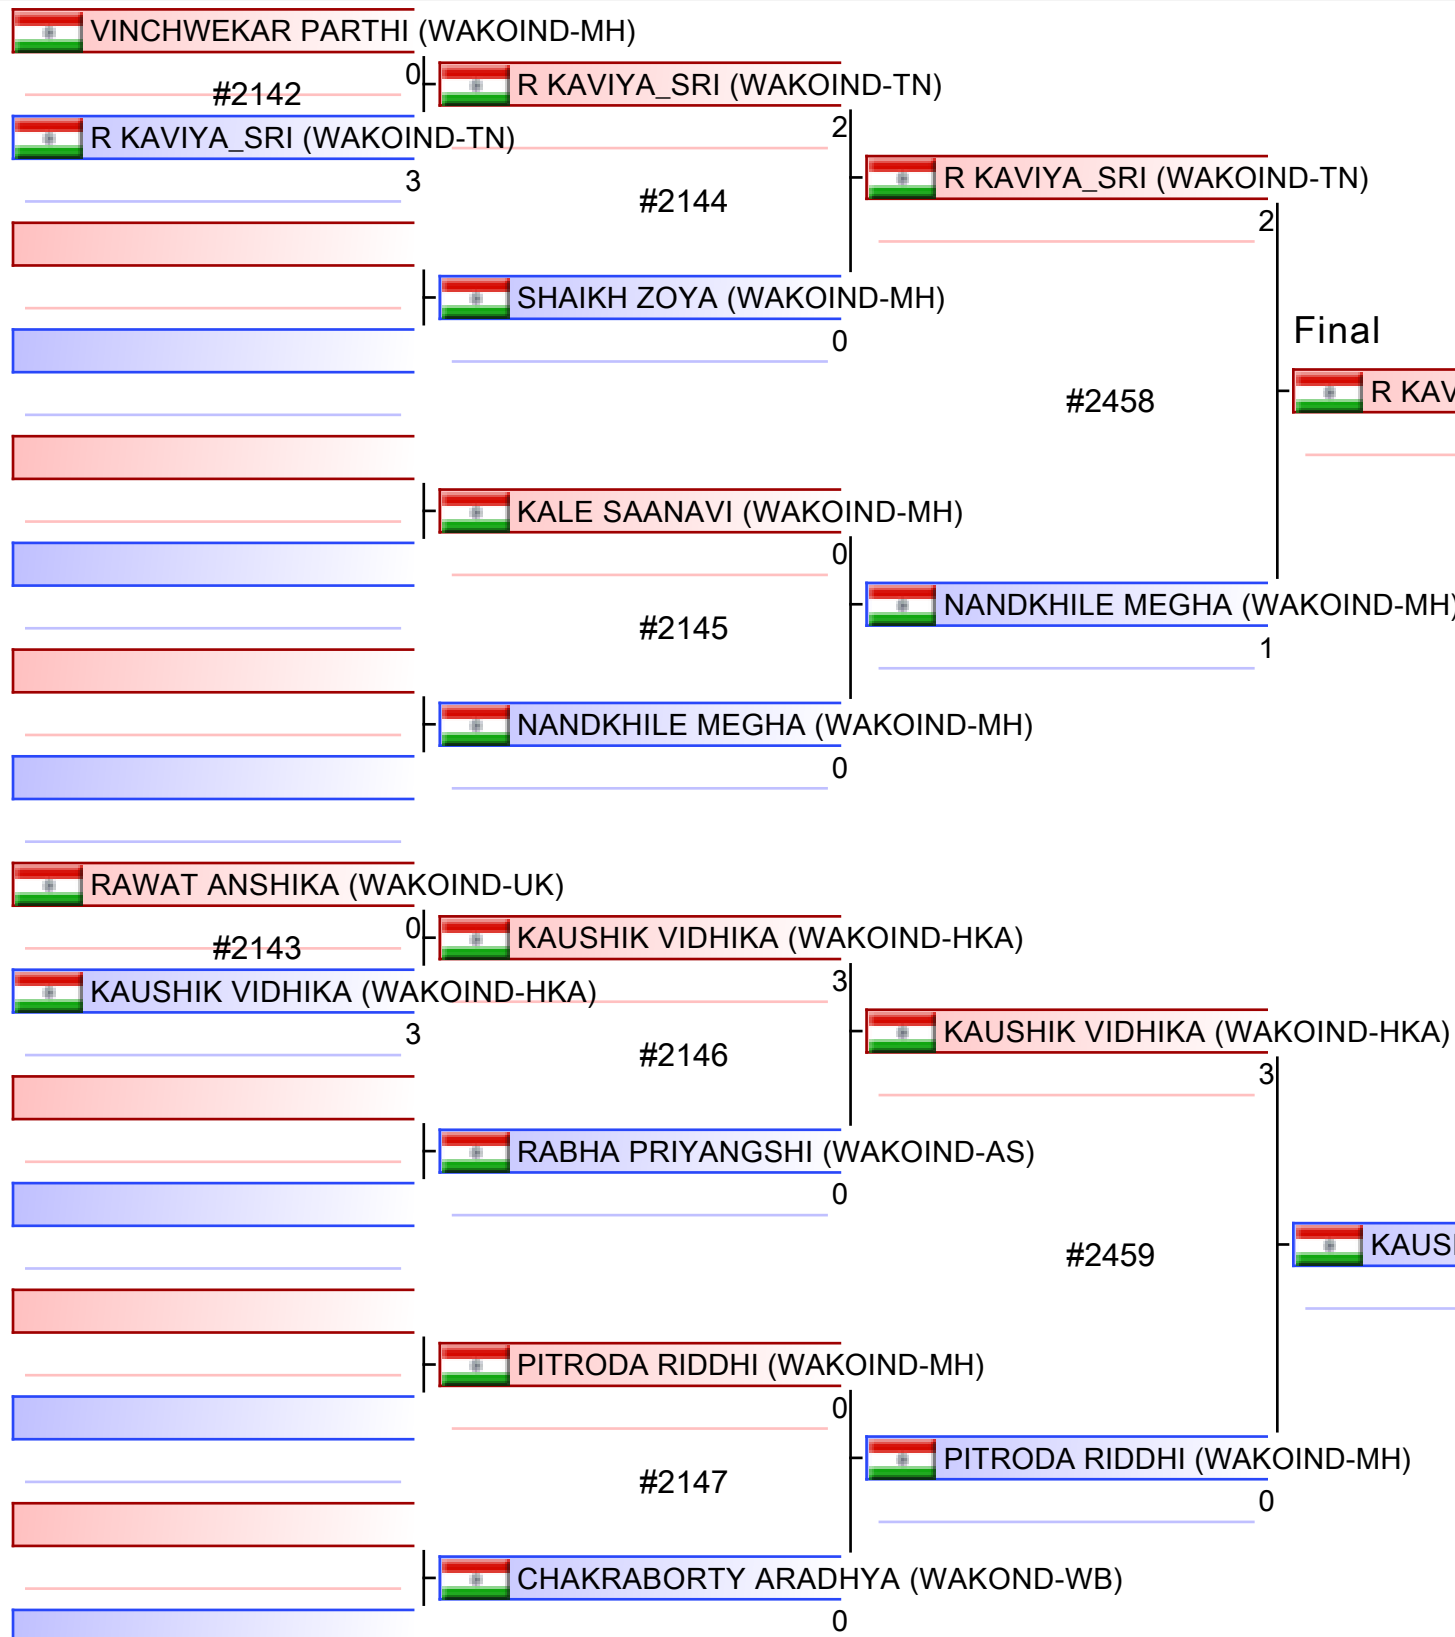 VINCHWEKAR PARTHI (WAKOIND-MH)
0
#2142
R KAVIYA_SRI (WAKOIND-TN)
3
R KAVIYA_SRI (WAKOIND-TN)
2
#2144
SHAIKH ZOYA (WAKOIND-MH)
0
R KAVIYA_SRI (WAKOIND-TN)
2
#2458
Final
R KAV
KALE SAANAVI (WAKOIND-MH)
0
#2145
NANDKHILE MEGHA (WAKOIND-MH)
0
NANDKHILE MEGHA (WAKOIND-MH)
1
RAWAT ANSHIKA (WAKOIND-UK)
0
#2143
KAUSHIK VIDHIKA (WAKOIND-HKA)
3
KAUSHIK VIDHIKA (WAKOIND-HKA)
3
#2146
RABHA PRIYANGSHI (WAKOIND-AS)
0
KAUSHIK VIDHIKA (WAKOIND-HKA)
3
#2459
KAUS
PITRODA RIDDHI (WAKOIND-MH)
0
#2147
CHAKRABORTY ARADHYA (WAKOND-WB)
0
PITRODA RIDDHI (WAKOIND-MH)
0